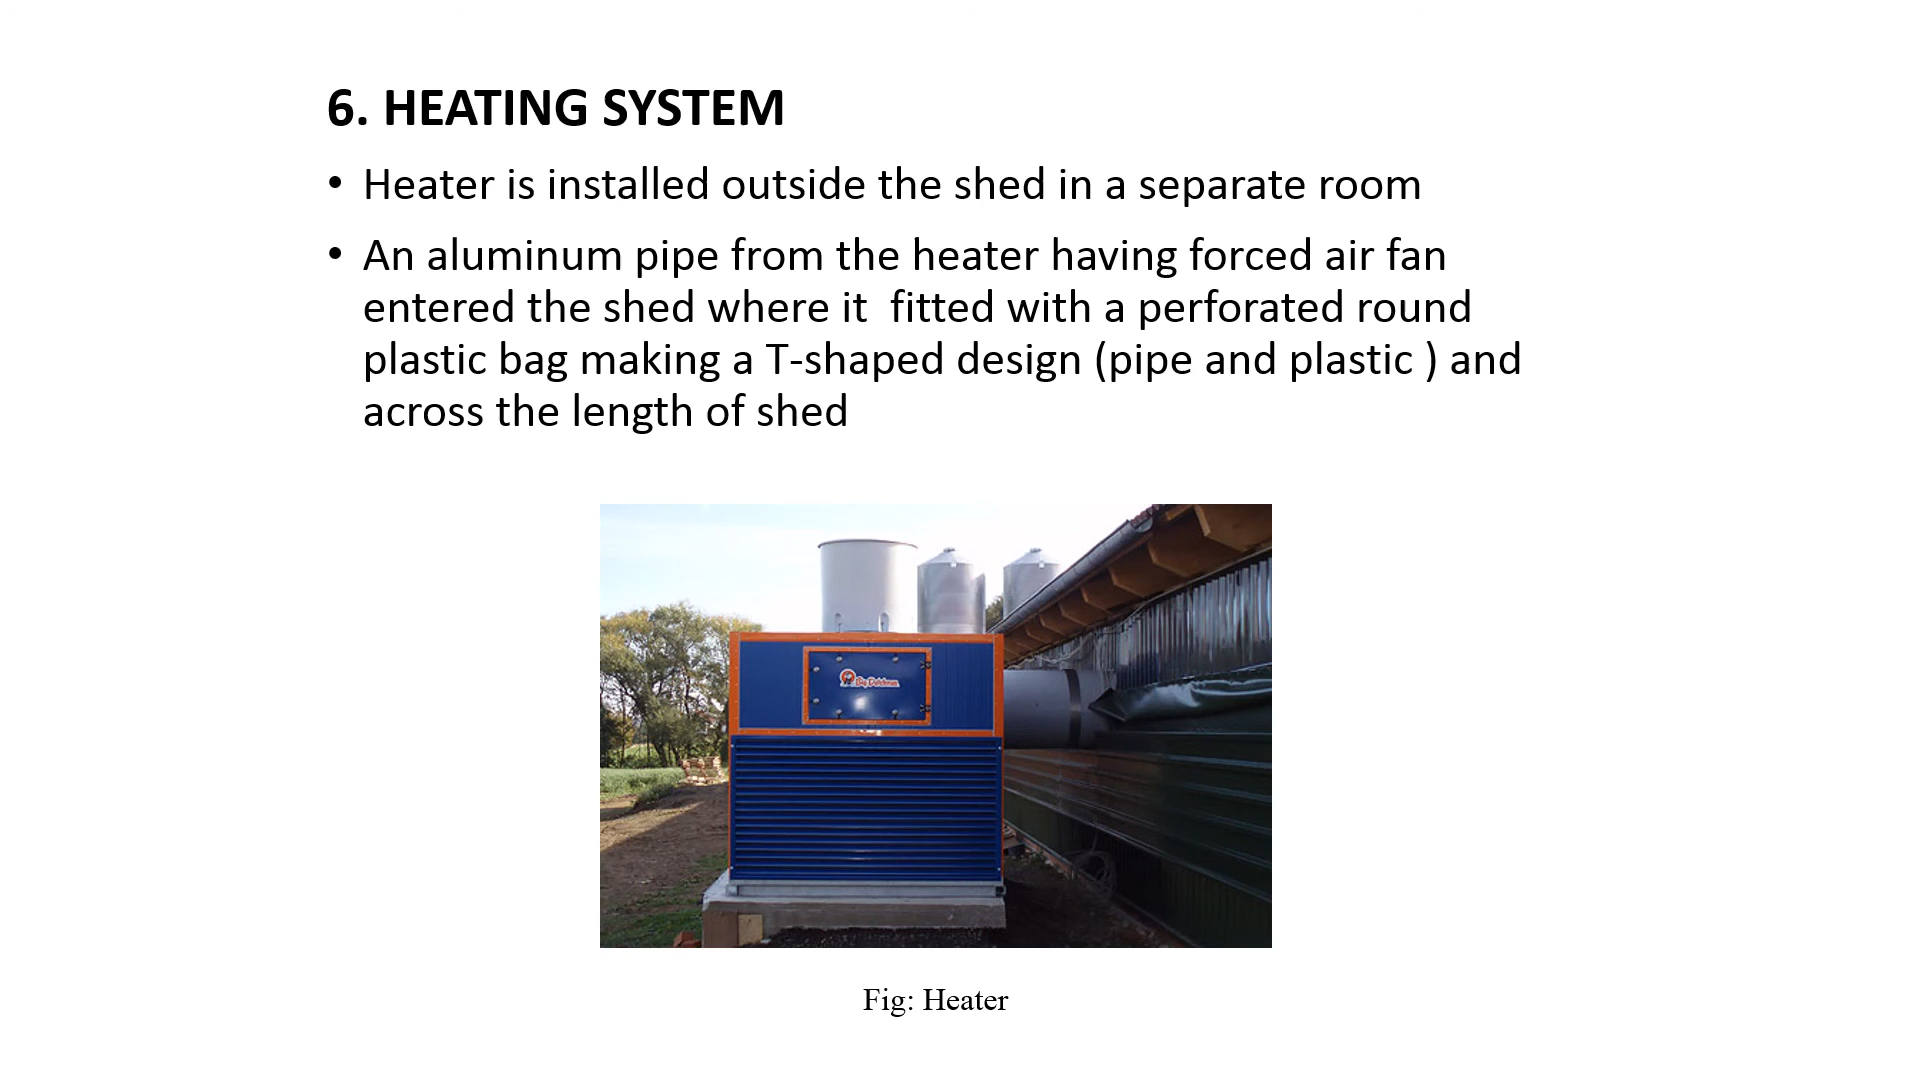 6. HEATING SYSTEM
• Heater is installed outside the shed in a separate room
• An aluminum pipe from the heater having forced air fan
entered the shed where it  fitted with a perforated round
plastic bag making a T-shaped design (pipe and plastic ) and
across the length of shed
Big Dutchman
Fig: Heater